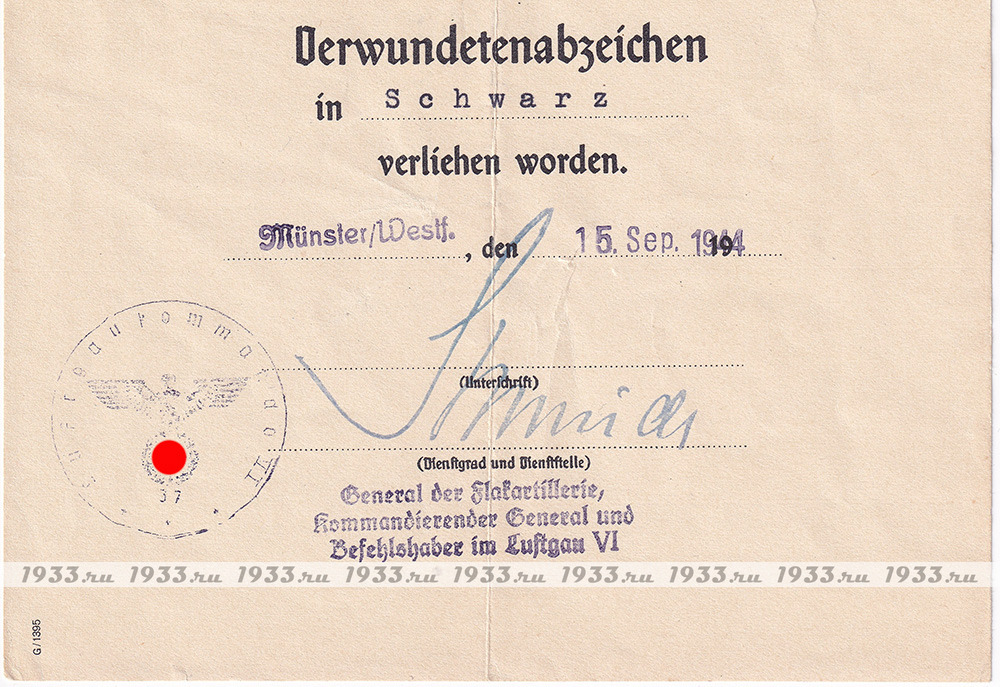 Verwundetenabzeichen
in Schwarz
verliehen worden.
Münster/Westf., den 15. Sep. 1944
(Unterschrift)
Schmidt
(Dienstgrad und Dienststelle)
Luftgaukommando VI
37
General der Flakartillerie,
Kommandierender General und
Befehlshaber im Luftgau VI
1933.ru 1933.ru 1933.ru 1933.ru 1933.ru 1933.ru 1933.ru 1933.ru 1933.ru
G/1395